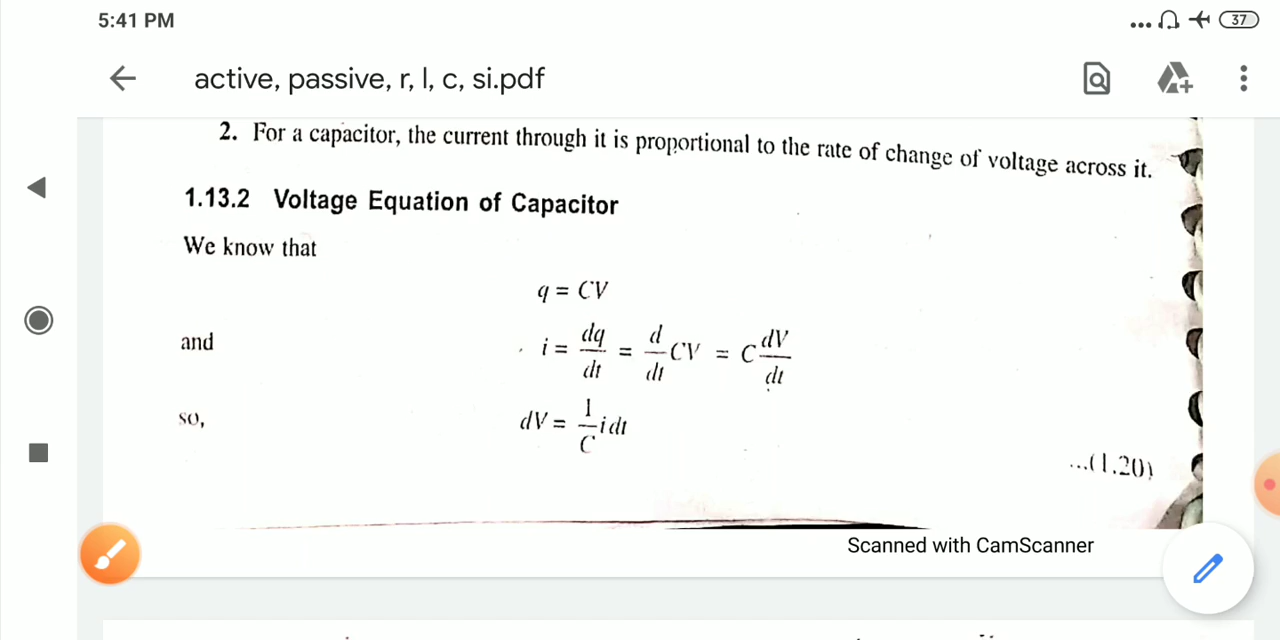 5:41 PM
37
active, passive, r, l, c, si.pdf
2. For a capacitor, the current through it is proportional to the rate of change of voltage across it.
1.13.2 Voltage Equation of Capacitor
We know that
q = CV
and i = dq/dt = d/dt CV = C dV/dt
so, dV = 1/C i dt
...(1.20)
Scanned with CamScanner